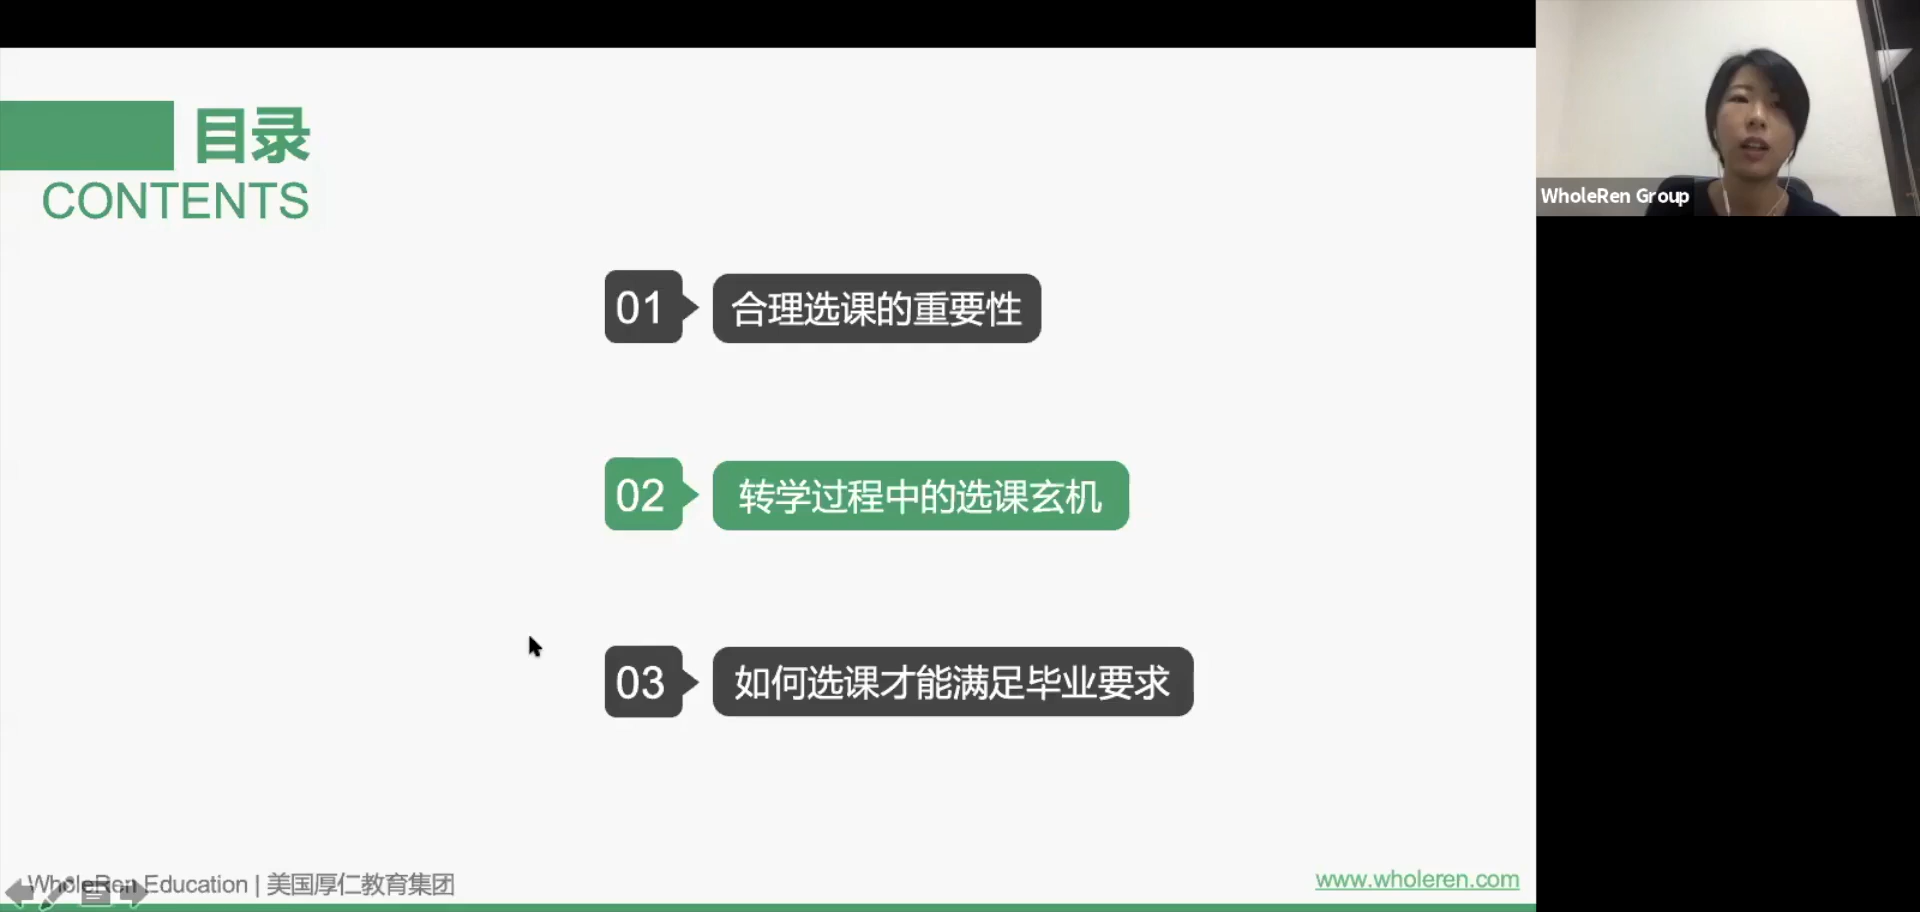 目录
CONTENTS
01 合理选课的重要性
02 转学过程中的选课玄机
03 如何选课才能满足毕业要求
WholeRen Education | 美国厚仁教育集团
www.wholeren.com
WholeRen Group